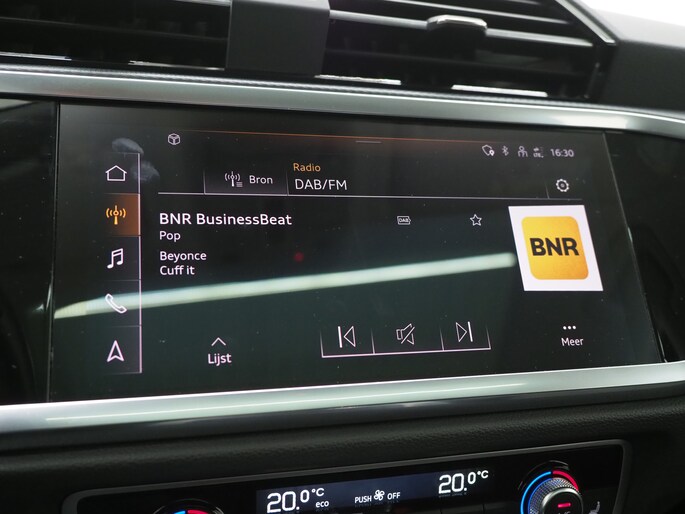 16:30
Radio
Bron
DAB/FM
BNR BusinessBeat
DAB
Pop
Beyonce
Cuff it
BNR
Lijst
Meer
20.0°C
eco
PUSH OFF
20.0°C